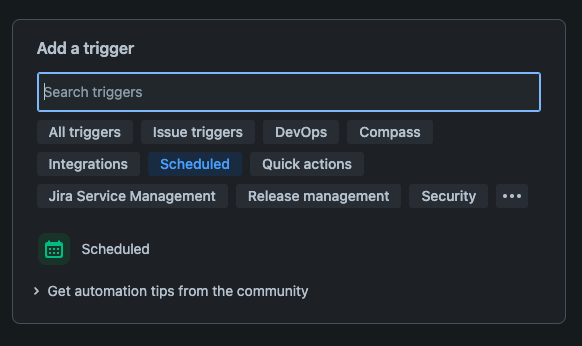 Add a trigger
Search triggers
All triggers Issue triggers DevOps Compass
Integrations Scheduled Quick actions
Jira Service Management Release management Security •••
Scheduled
Get automation tips from the community